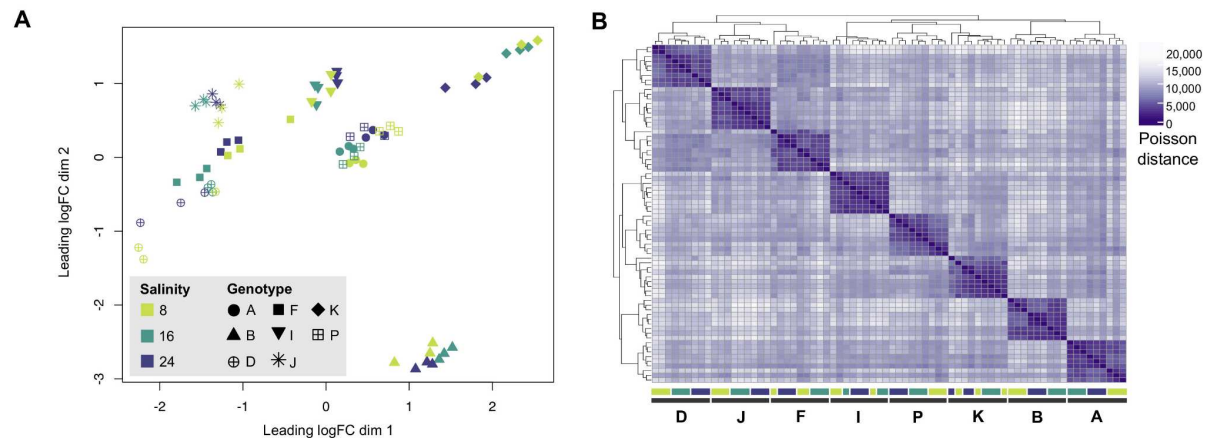 A
Leading logFC dim 2
1
0
-1
-2
-3
Salinity
8
16
24
Genotype
A F K
B I P
D J
-2 -1 0 1 2
Leading logFC dim 1
B
20,000
15,000
10,000
5,000
0
Poisson
distance
D J F I P K B A